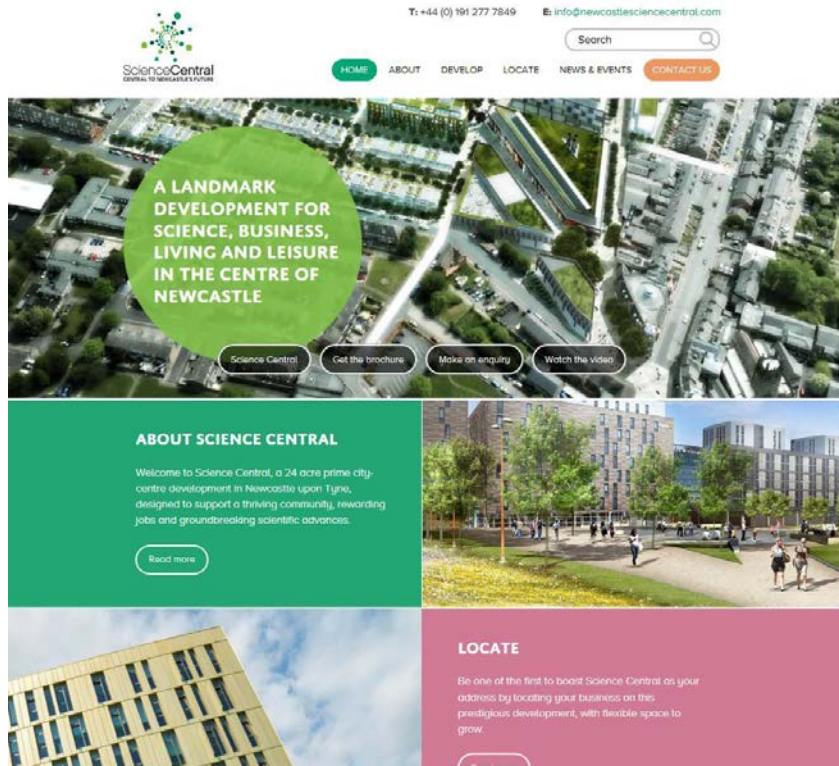 T: +44 (0) 191 277 7849 E: info@newcastlesciencecentral.com
Search
ScienceCentral
CENTRAL TO NEWCASTLE'S FUTURE
HOME ABOUT DEVELOP LOCATE NEWS & EVENTS CONTACT US
A LANDMARK
DEVELOPMENT FOR
SCIENCE, BUSINESS,
LIVING AND LEISURE
IN THE CENTRE OF
NEWCASTLE
Science Central Get the brochure Make an enquiry Watch the video
ABOUT SCIENCE CENTRAL
Welcome to Science Central, a 24 acre prime city-
centre development in Newcastle upon Tyne,
designed to support a thriving community, rewarding
jobs and groundbreaking scientific advances.
Read more
LOCATE
Be one of the first to boast Science Central as your
address by locating your business on this
prestigious development, with flexible space to
grow.